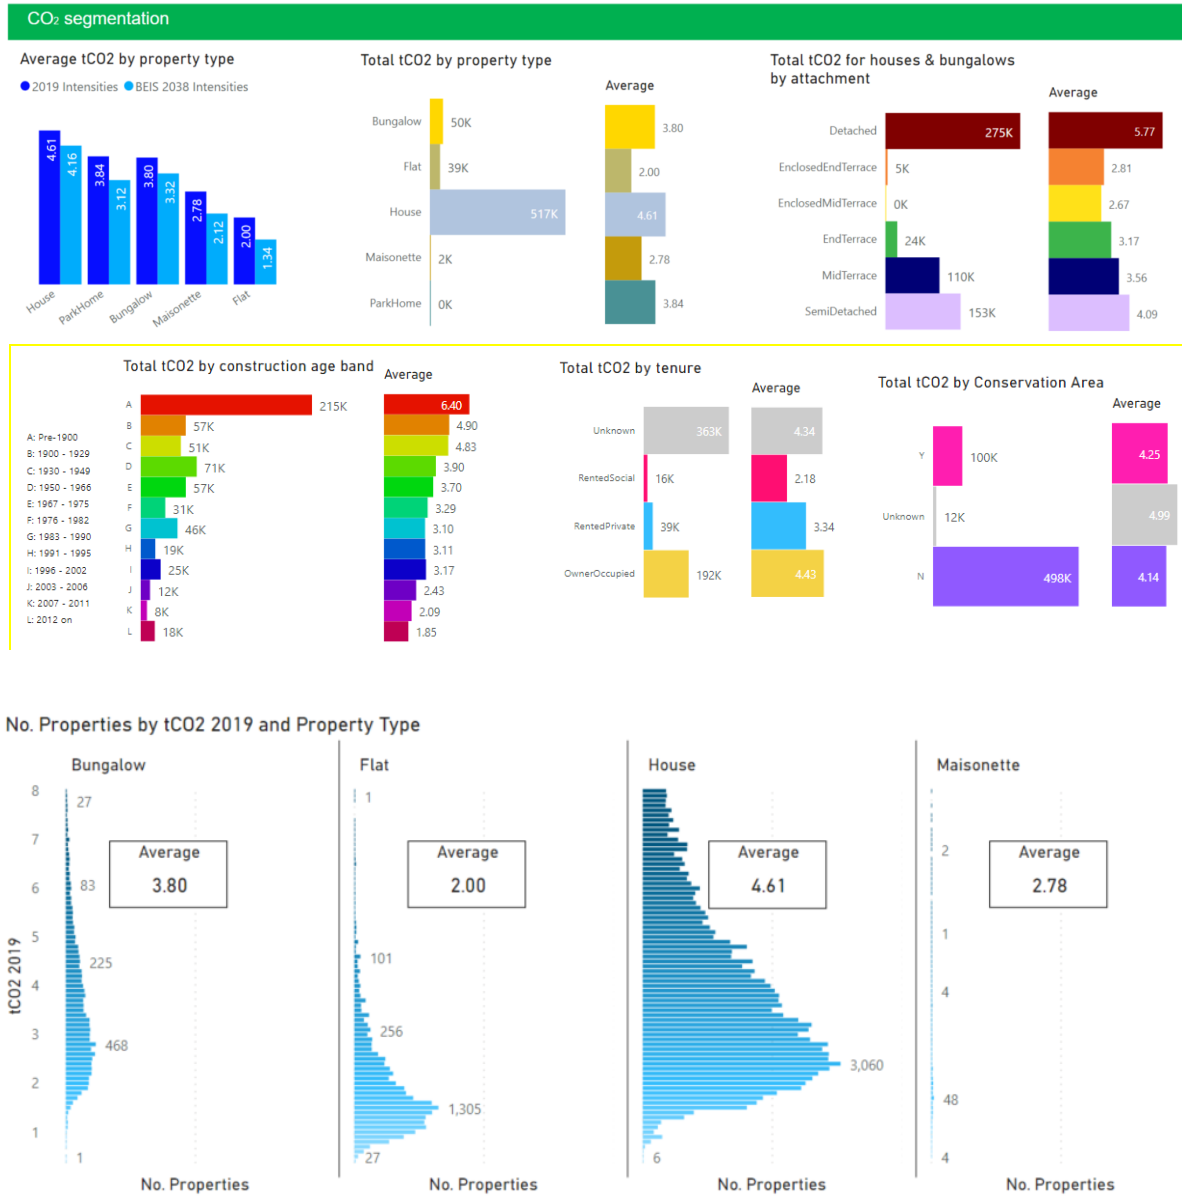 CO₂ segmentation
Average tCO2 by property type
2019 Intensities BEIS 2038 Intensities
4.61
4.16
3.84
3.12
3.80
3.32
2.78
2.12
2.00
1.34
House
ParkHome
Bungalow
Maisonette
Flat
Total tCO2 by property type
Average
Bungalow 50K 3.80
Flat 39K 2.00
House 517K 4.61
Maisonette 2K 2.78
ParkHome 0K 3.84
Total tCO2 for houses & bungalows
by attachment
Average
Detached 275K 5.77
EnclosedEndTerrace 5K 2.81
EnclosedMidTerrace 0K 2.67
EndTerrace 24K 3.17
MidTerrace 110K 3.56
SemiDetached 153K 4.09
Total tCO2 by construction age band
Average
A: Pre-1900
B: 1900 - 1929
C: 1930 - 1949
D: 1950 - 1966
E: 1967 - 1975
F: 1976 - 1982
G: 1983 - 1990
H: 1991 - 1995
I: 1996 - 2002
J: 2003 - 2006
K: 2007 - 2011
L: 2012 on
A 215K 6.40
B 57K 4.90
C 51K 4.83
D 71K 3.90
E 57K 3.70
F 31K 3.29
G 46K 3.10
H 19K 3.11
I 25K 3.17
J 12K 2.43
K 8K 2.09
L 18K 1.85
Total tCO2 by tenure
Average
Unknown 363K 4.34
RentedSocial 16K 2.18
RentedPrivate 39K 3.34
OwnerOccupied 192K 4.43
Total tCO2 by Conservation Area
Average
Y 100K 4.25
Unknown 12K 4.99
N 498K 4.14
No. Properties by tCO2 2019 and Property Type
tCO2 2019
8
7
6
5
4
3
2
1
Bungalow
27
Average
3.80
83
225
468
1
No. Properties
Flat
1
Average
2.00
101
256
1,305
27
No. Properties
House
Average
4.61
3,060
6
No. Properties
Maisonette
2
Average
2.78
1
4
48
4
No. Properties